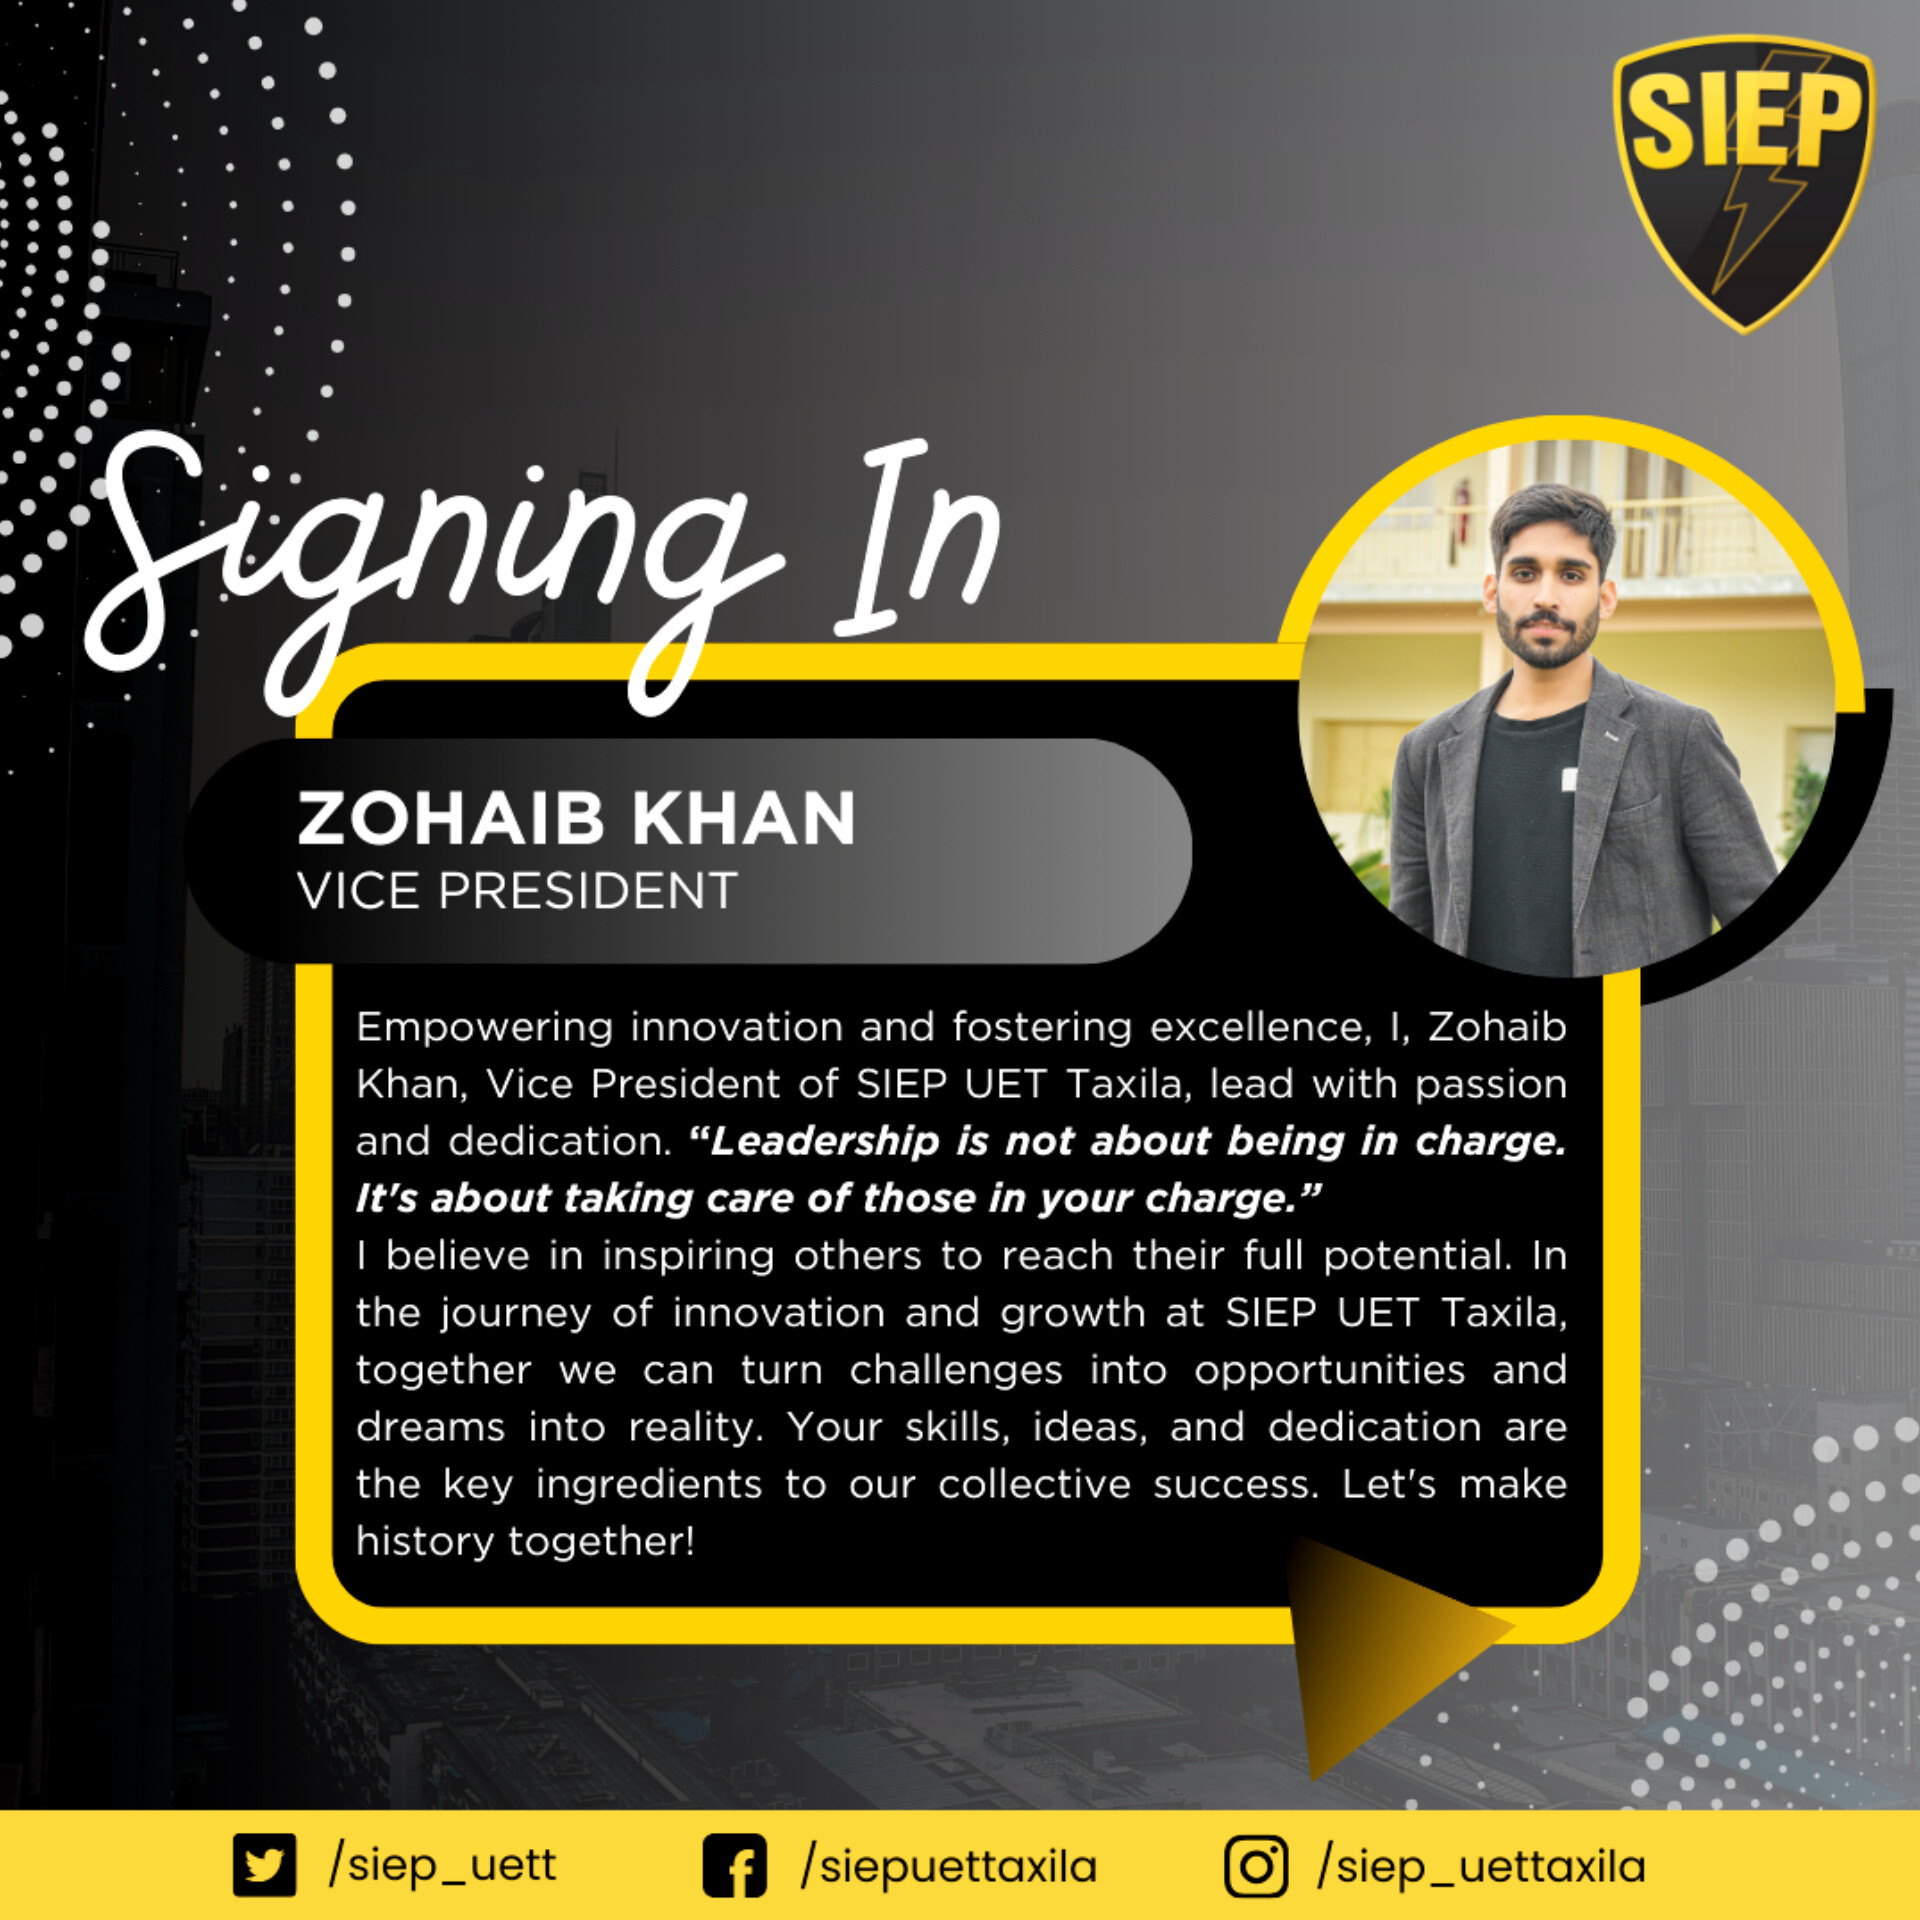 SIEP
Signing In
ZOHAIB KHAN
VICE PRESIDENT
Empowering innovation and fostering excellence, I, Zohaib
Khan, Vice President of SIEP UET Taxila, lead with passion
and dedication. “Leadership is not about being in charge.
It's about taking care of those in your charge.”
I believe in inspiring others to reach their full potential. In
the journey of innovation and growth at SIEP UET Taxila,
together we can turn challenges into opportunities and
dreams into reality. Your skills, ideas, and dedication are
the key ingredients to our collective success. Let's make
history together!
/siep_uett /siepuettaxila /siep_uettaxila